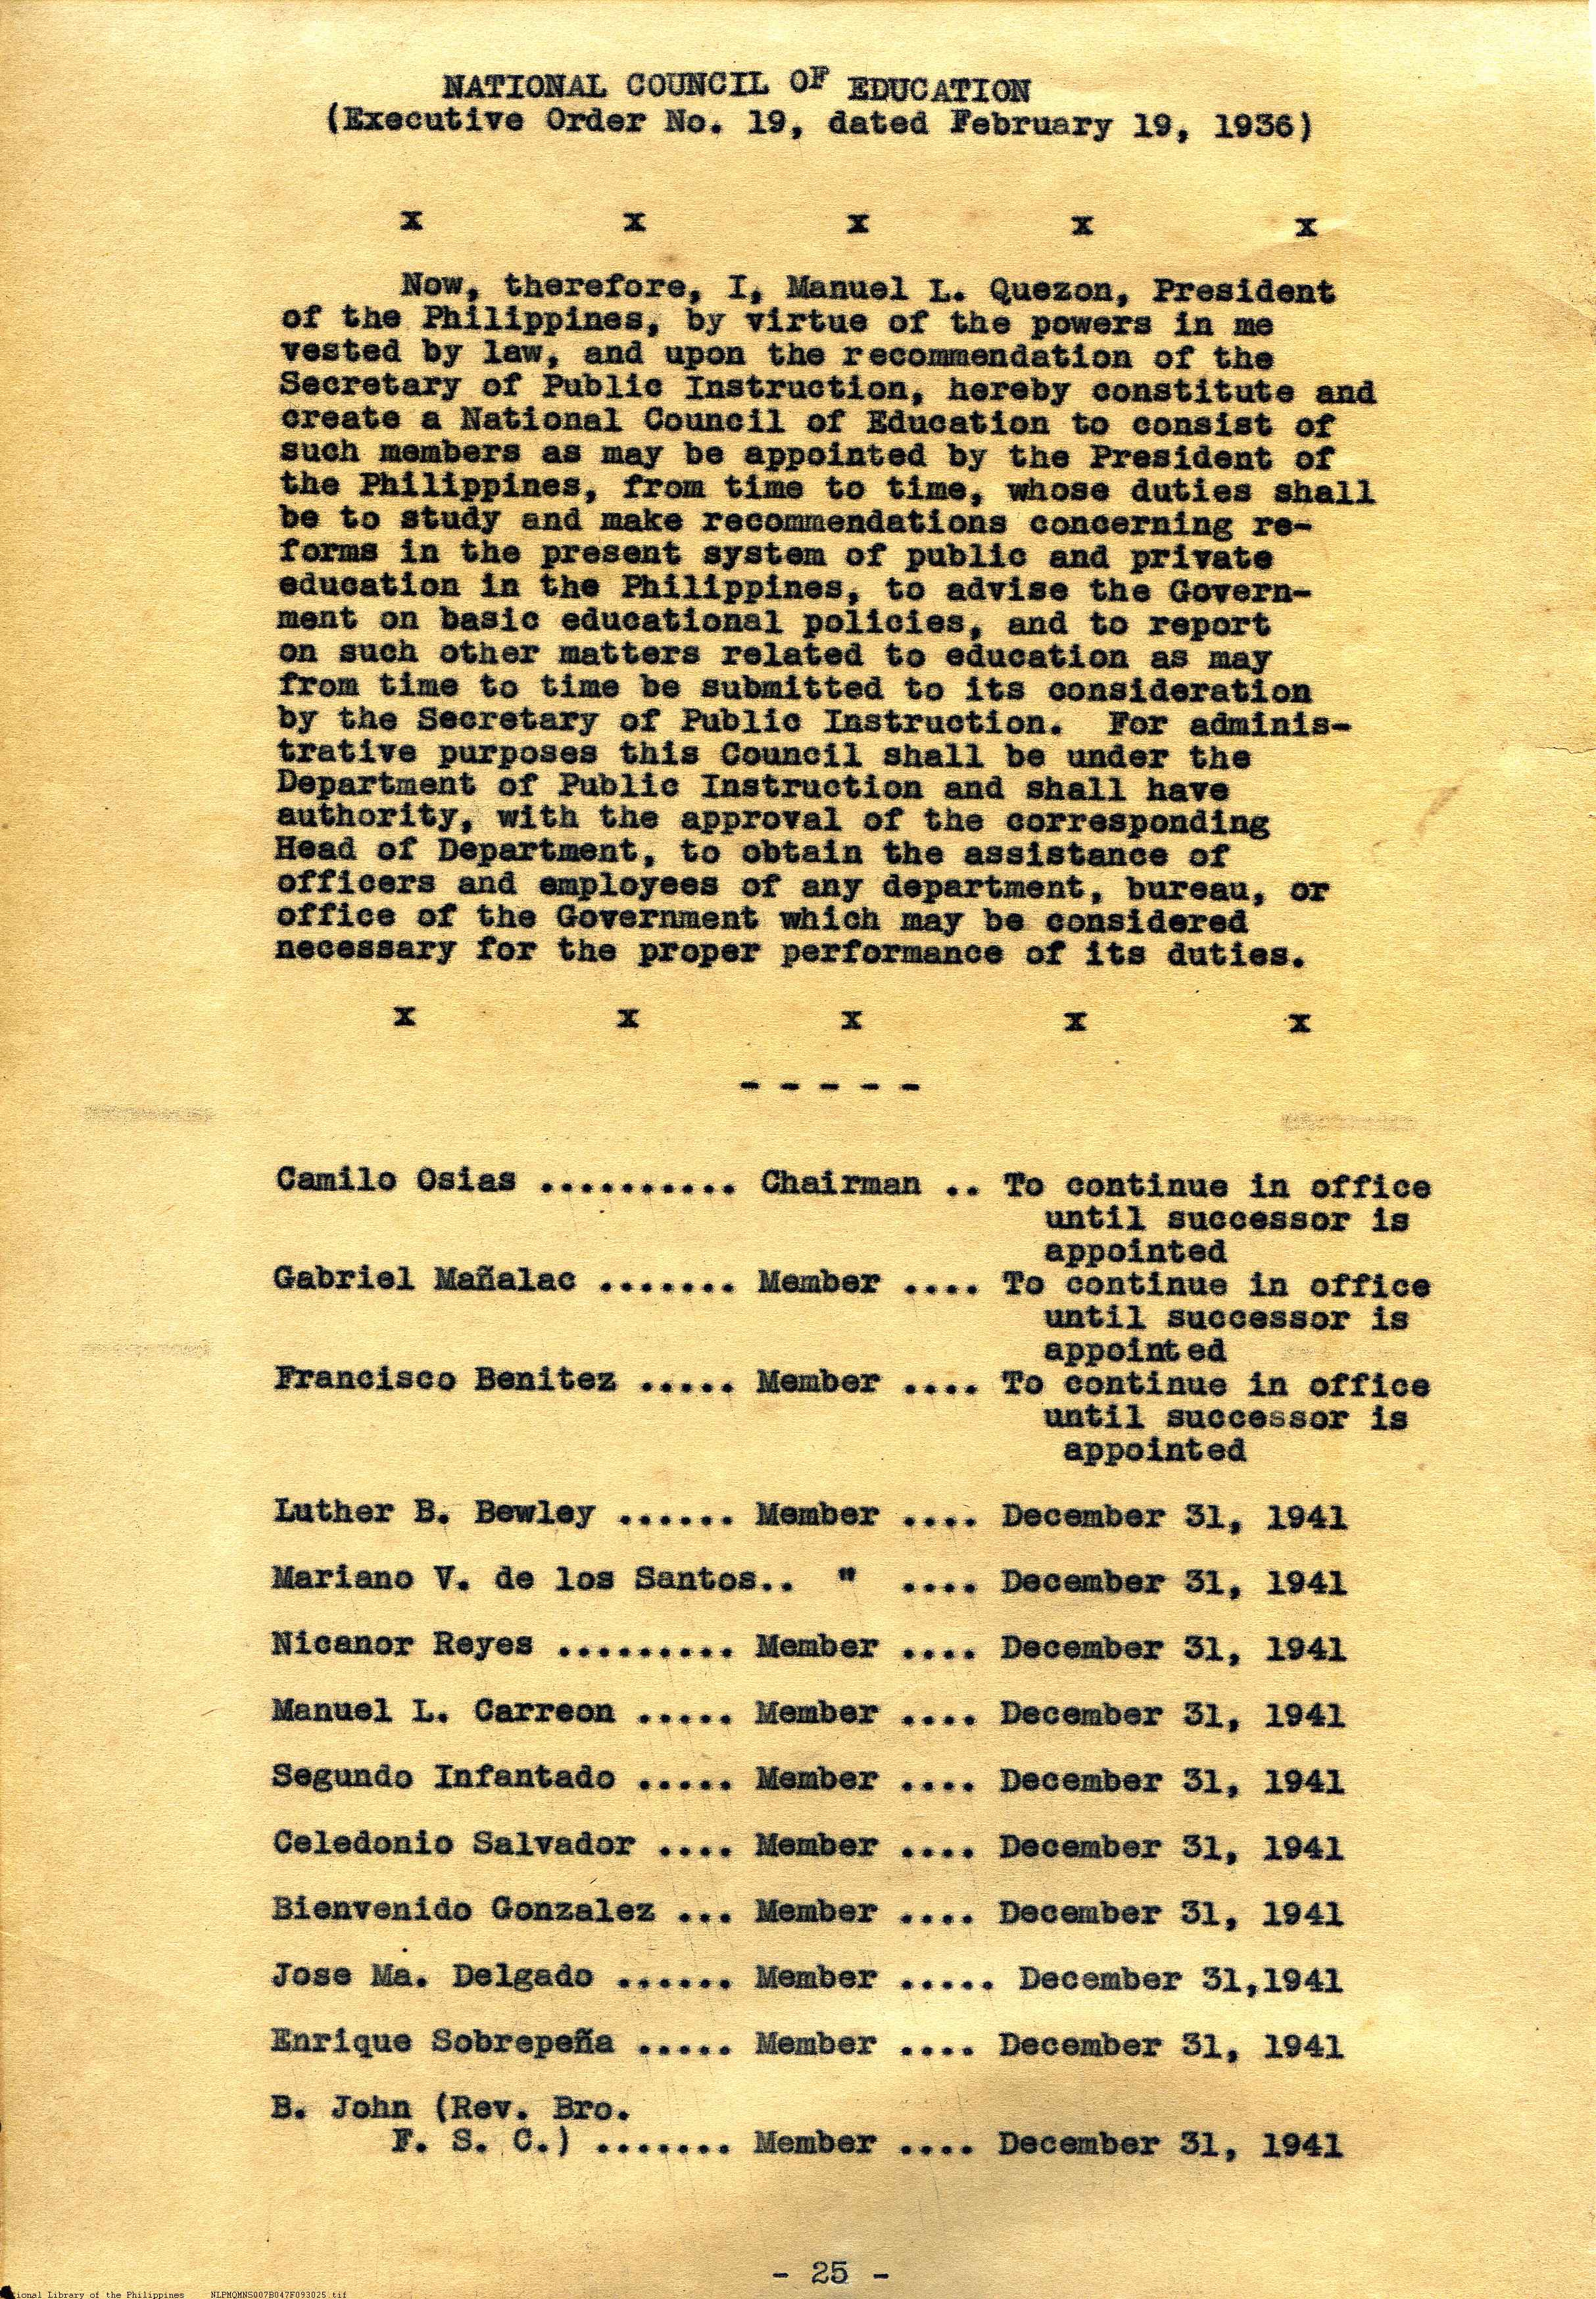 NATIONAL COUNCIL OF EDUCATION
(Executive Order No. 19, dated February 19, 1936)
x x x x x
Now, therefore, I, Manuel L. Quezon, President
of the Philippines, by virtue of the powers in me
vested by law, and upon the recommendation of the
Secretary of Public Instruction, hereby constitute and
create a National Council of Education to consist of
such members as may be appointed by the President of
the Philippines, from time to time, whose duties shall
be to study and make recommendations concerning re-
forms in the present system of public and private
education in the Philippines, to advise the Govern-
ment on basic educational policies, and to report
on such other matters related to education as may
from time to time be submitted to its consideration
by the Secretary of Public Instruction. For adminis-
trative purposes this Council shall be under the
Department of Public Instruction and shall have
authority, with the approval of the corresponding
Head of Department, to obtain the assistance of
officers and employees of any department, bureau, or
office of the Government which may be considered
necessary for the proper performance of its duties.
x x x x x
- - - - -
Camilo Osias .......... Chairman .. To continue in office
until successor is
appointed
Gabriel Mañalac ....... Member .... To continue in office
until successor is
appointed
Francisco Benitez ..... Member .... To continue in office
until successor is
appointed
Luther B. Bewley ...... Member .... December 31, 1941
Mariano V. de los Santos.. " .... December 31, 1941
Nicanor Reyes ......... Member .... December 31, 1941
Manuel L. Carreon ..... Member .... December 31, 1941
Segundo Infantado ..... Member .... December 31, 1941
Celedonio Salvador .... Member .... December 31, 1941
Bienvenido Gonzalez ... Member .... December 31, 1941
Jose Ma. Delgado ...... Member ..... December 31,1941
Enrique Sobrepeña ..... Member .... December 31, 1941
B. John (Rev. Bro.
F. S. C.) ....... Member .... December 31, 1941
- 25 -
ional Library of the Philippines NLPMQMNS007B047F093025.tif